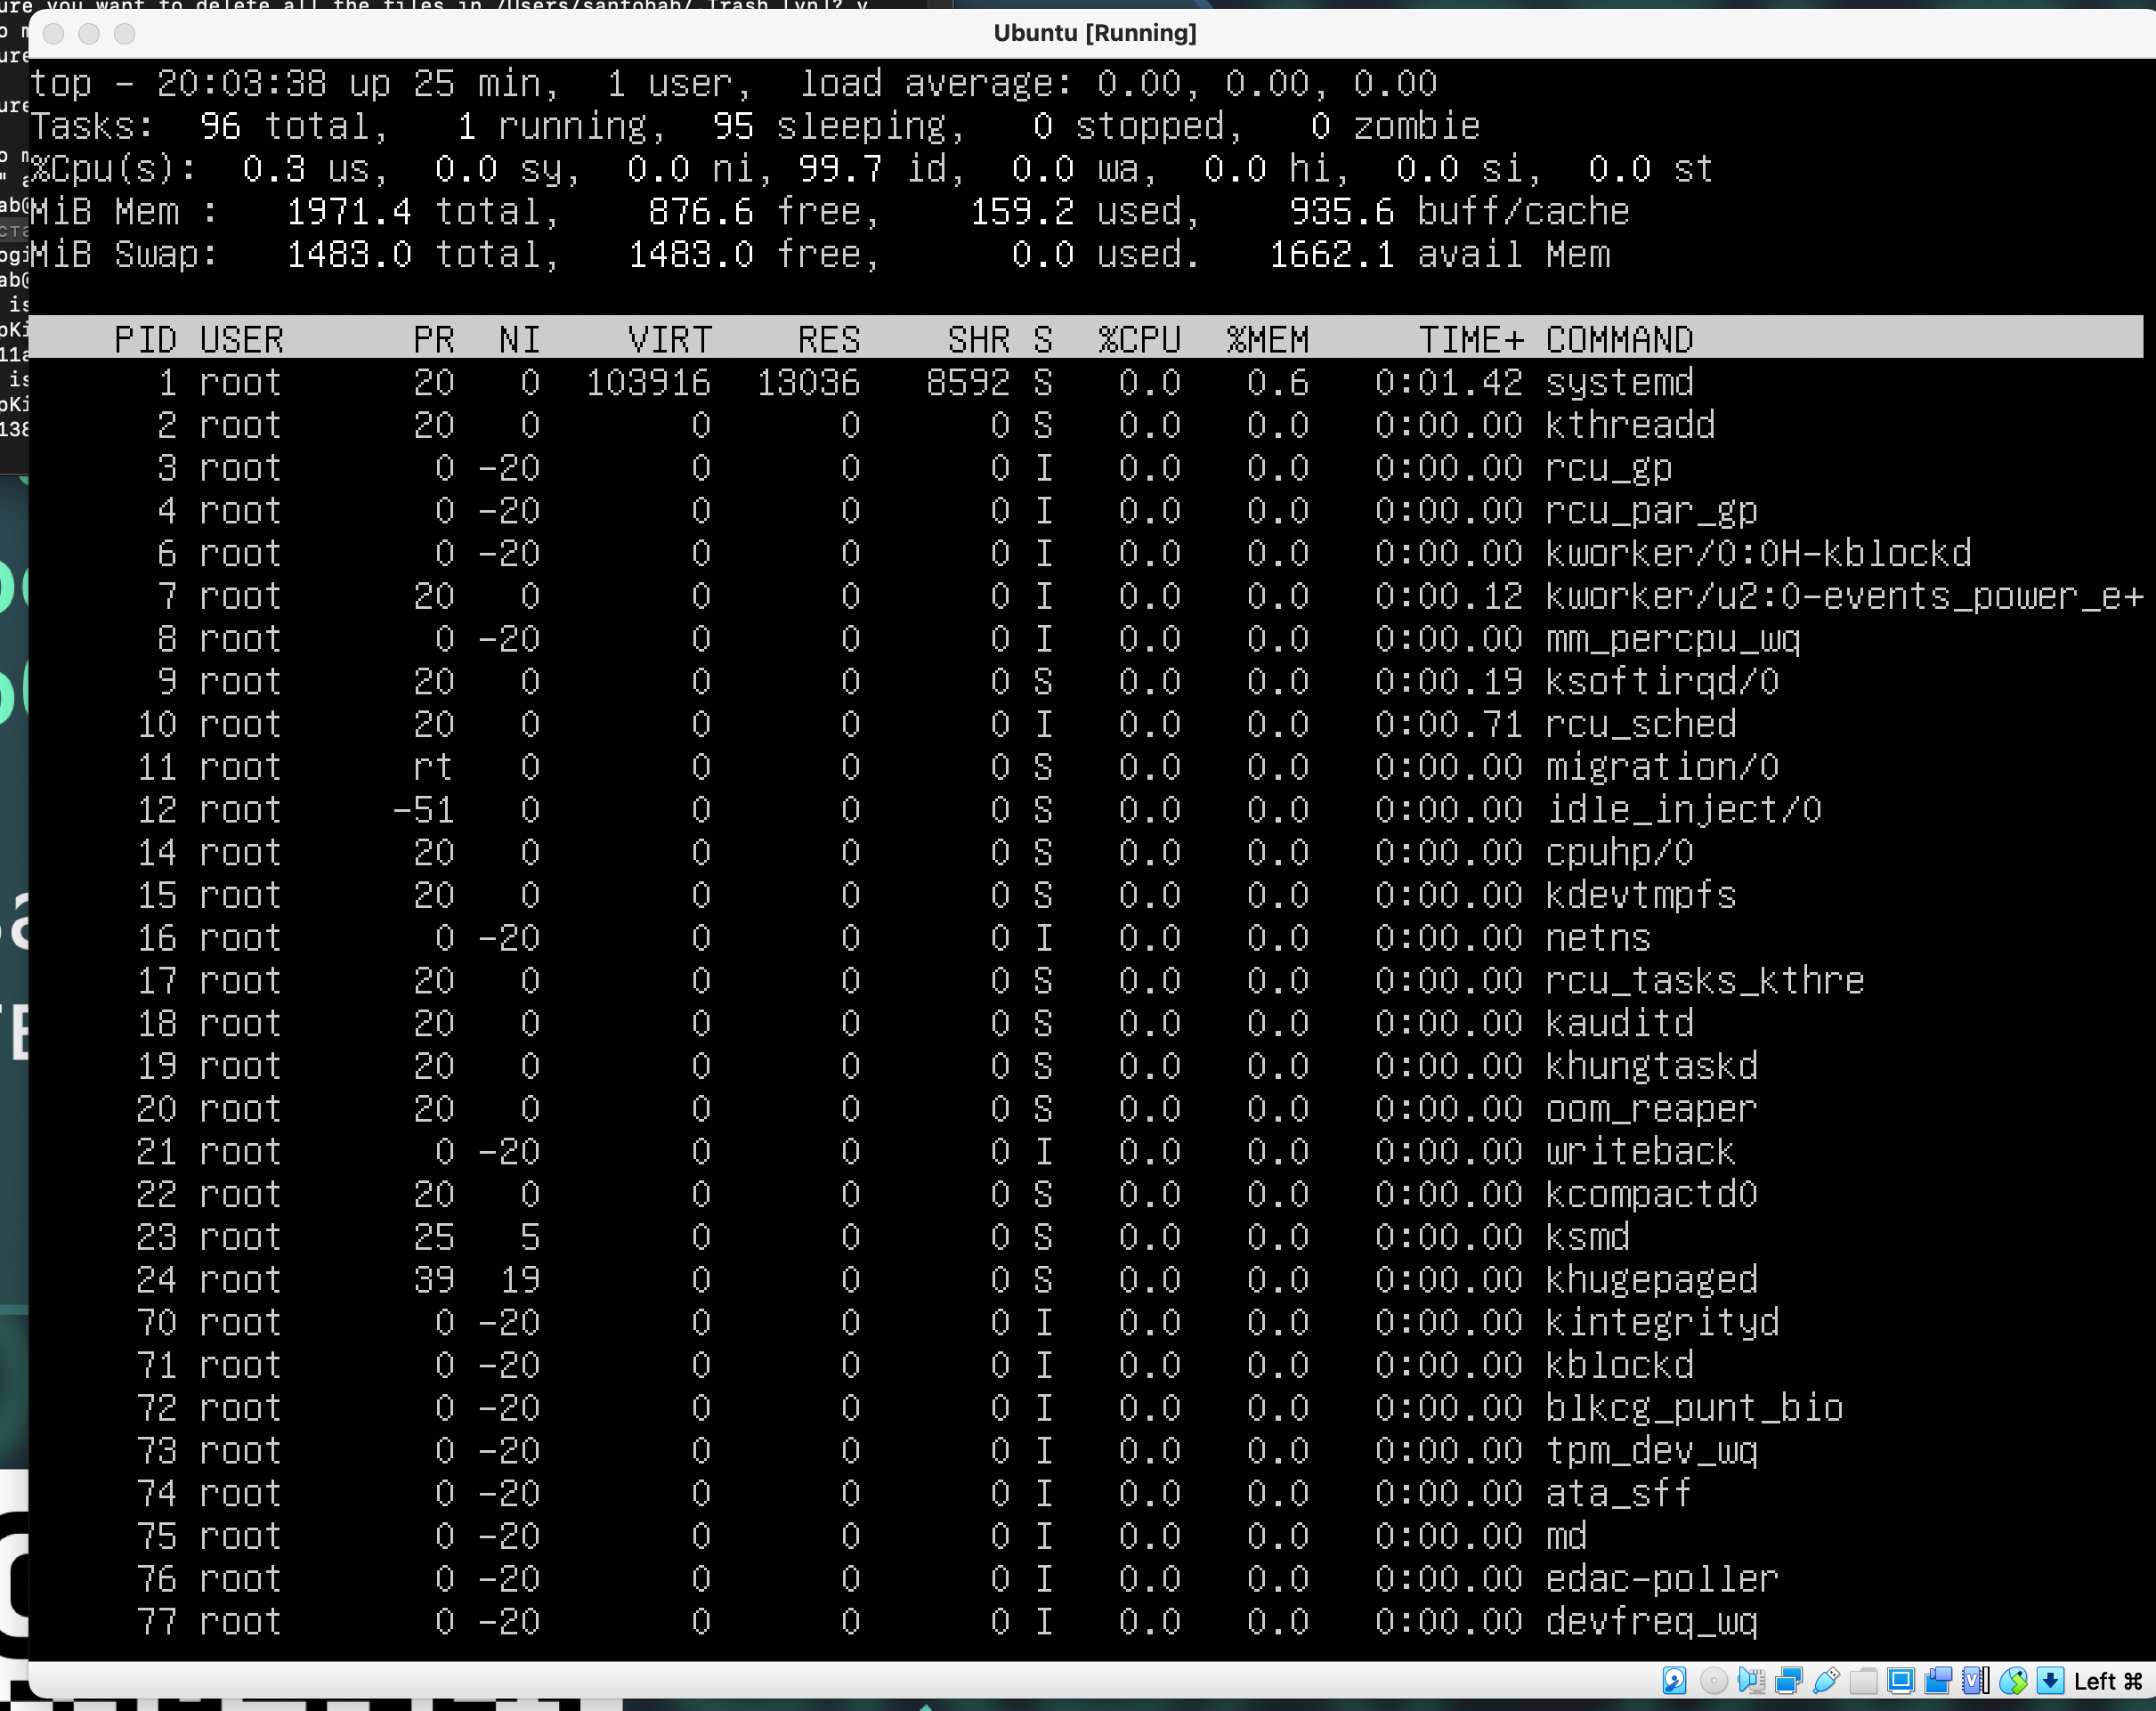 ure you want to delete all the files in /Users/santobab/.Trash [yn]? y
Ubuntu [Running]
top - 20:03:38 up 25 min,  1 user,  load average: 0.00, 0.00, 0.00
Tasks:  96 total,   1 running,  95 sleeping,   0 stopped,   0 zombie
%Cpu(s):  0.3 us,  0.0 sy,  0.0 ni, 99.7 id,  0.0 wa,  0.0 hi,  0.0 si,  0.0 st
MiB Mem :   1971.4 total,    876.6 free,    159.2 used,    935.6 buff/cache
MiB Swap:   1483.0 total,   1483.0 free,      0.0 used.   1662.1 avail Mem
PID USER      PR  NI    VIRT    RES    SHR S  %CPU  %MEM     TIME+ COMMAND
1 root      20   0  103916  13036   8592 S   0.0   0.6   0:01.42 systemd
2 root      20   0       0      0      0 S   0.0   0.0   0:00.00 kthreadd
3 root       0 -20       0      0      0 I   0.0   0.0   0:00.00 rcu_gp
4 root       0 -20       0      0      0 I   0.0   0.0   0:00.00 rcu_par_gp
6 root       0 -20       0      0      0 I   0.0   0.0   0:00.00 kworker/0:0H-kblockd
7 root      20   0       0      0      0 I   0.0   0.0   0:00.12 kworker/u2:0-events_power_e+
8 root       0 -20       0      0      0 I   0.0   0.0   0:00.00 mm_percpu_wq
9 root      20   0       0      0      0 S   0.0   0.0   0:00.19 ksoftirqd/0
10 root      20   0       0      0      0 I   0.0   0.0   0:00.71 rcu_sched
11 root      rt   0       0      0      0 S   0.0   0.0   0:00.00 migration/0
12 root     -51   0       0      0      0 S   0.0   0.0   0:00.00 idle_inject/0
14 root      20   0       0      0      0 S   0.0   0.0   0:00.00 cpuhp/0
15 root      20   0       0      0      0 S   0.0   0.0   0:00.00 kdevtmpfs
16 root       0 -20       0      0      0 I   0.0   0.0   0:00.00 netns
17 root      20   0       0      0      0 S   0.0   0.0   0:00.00 rcu_tasks_kthre
18 root      20   0       0      0      0 S   0.0   0.0   0:00.00 kauditd
19 root      20   0       0      0      0 S   0.0   0.0   0:00.00 khungtaskd
20 root      20   0       0      0      0 S   0.0   0.0   0:00.00 oom_reaper
21 root       0 -20       0      0      0 I   0.0   0.0   0:00.00 writeback
22 root      20   0       0      0      0 S   0.0   0.0   0:00.00 kcompactd0
23 root      25   5       0      0      0 S   0.0   0.0   0:00.00 ksmd
24 root      39  19       0      0      0 S   0.0   0.0   0:00.00 khugepaged
70 root       0 -20       0      0      0 I   0.0   0.0   0:00.00 kintegrityd
71 root       0 -20       0      0      0 I   0.0   0.0   0:00.00 kblockd
72 root       0 -20       0      0      0 I   0.0   0.0   0:00.00 blkcg_punt_bio
73 root       0 -20       0      0      0 I   0.0   0.0   0:00.00 tpm_dev_wq
74 root       0 -20       0      0      0 I   0.0   0.0   0:00.00 ata_sff
75 root       0 -20       0      0      0 I   0.0   0.0   0:00.00 md
76 root       0 -20       0      0      0 I   0.0   0.0   0:00.00 edac-poller
77 root       0 -20       0      0      0 I   0.0   0.0   0:00.00 devfreq_wq
Left ⌘